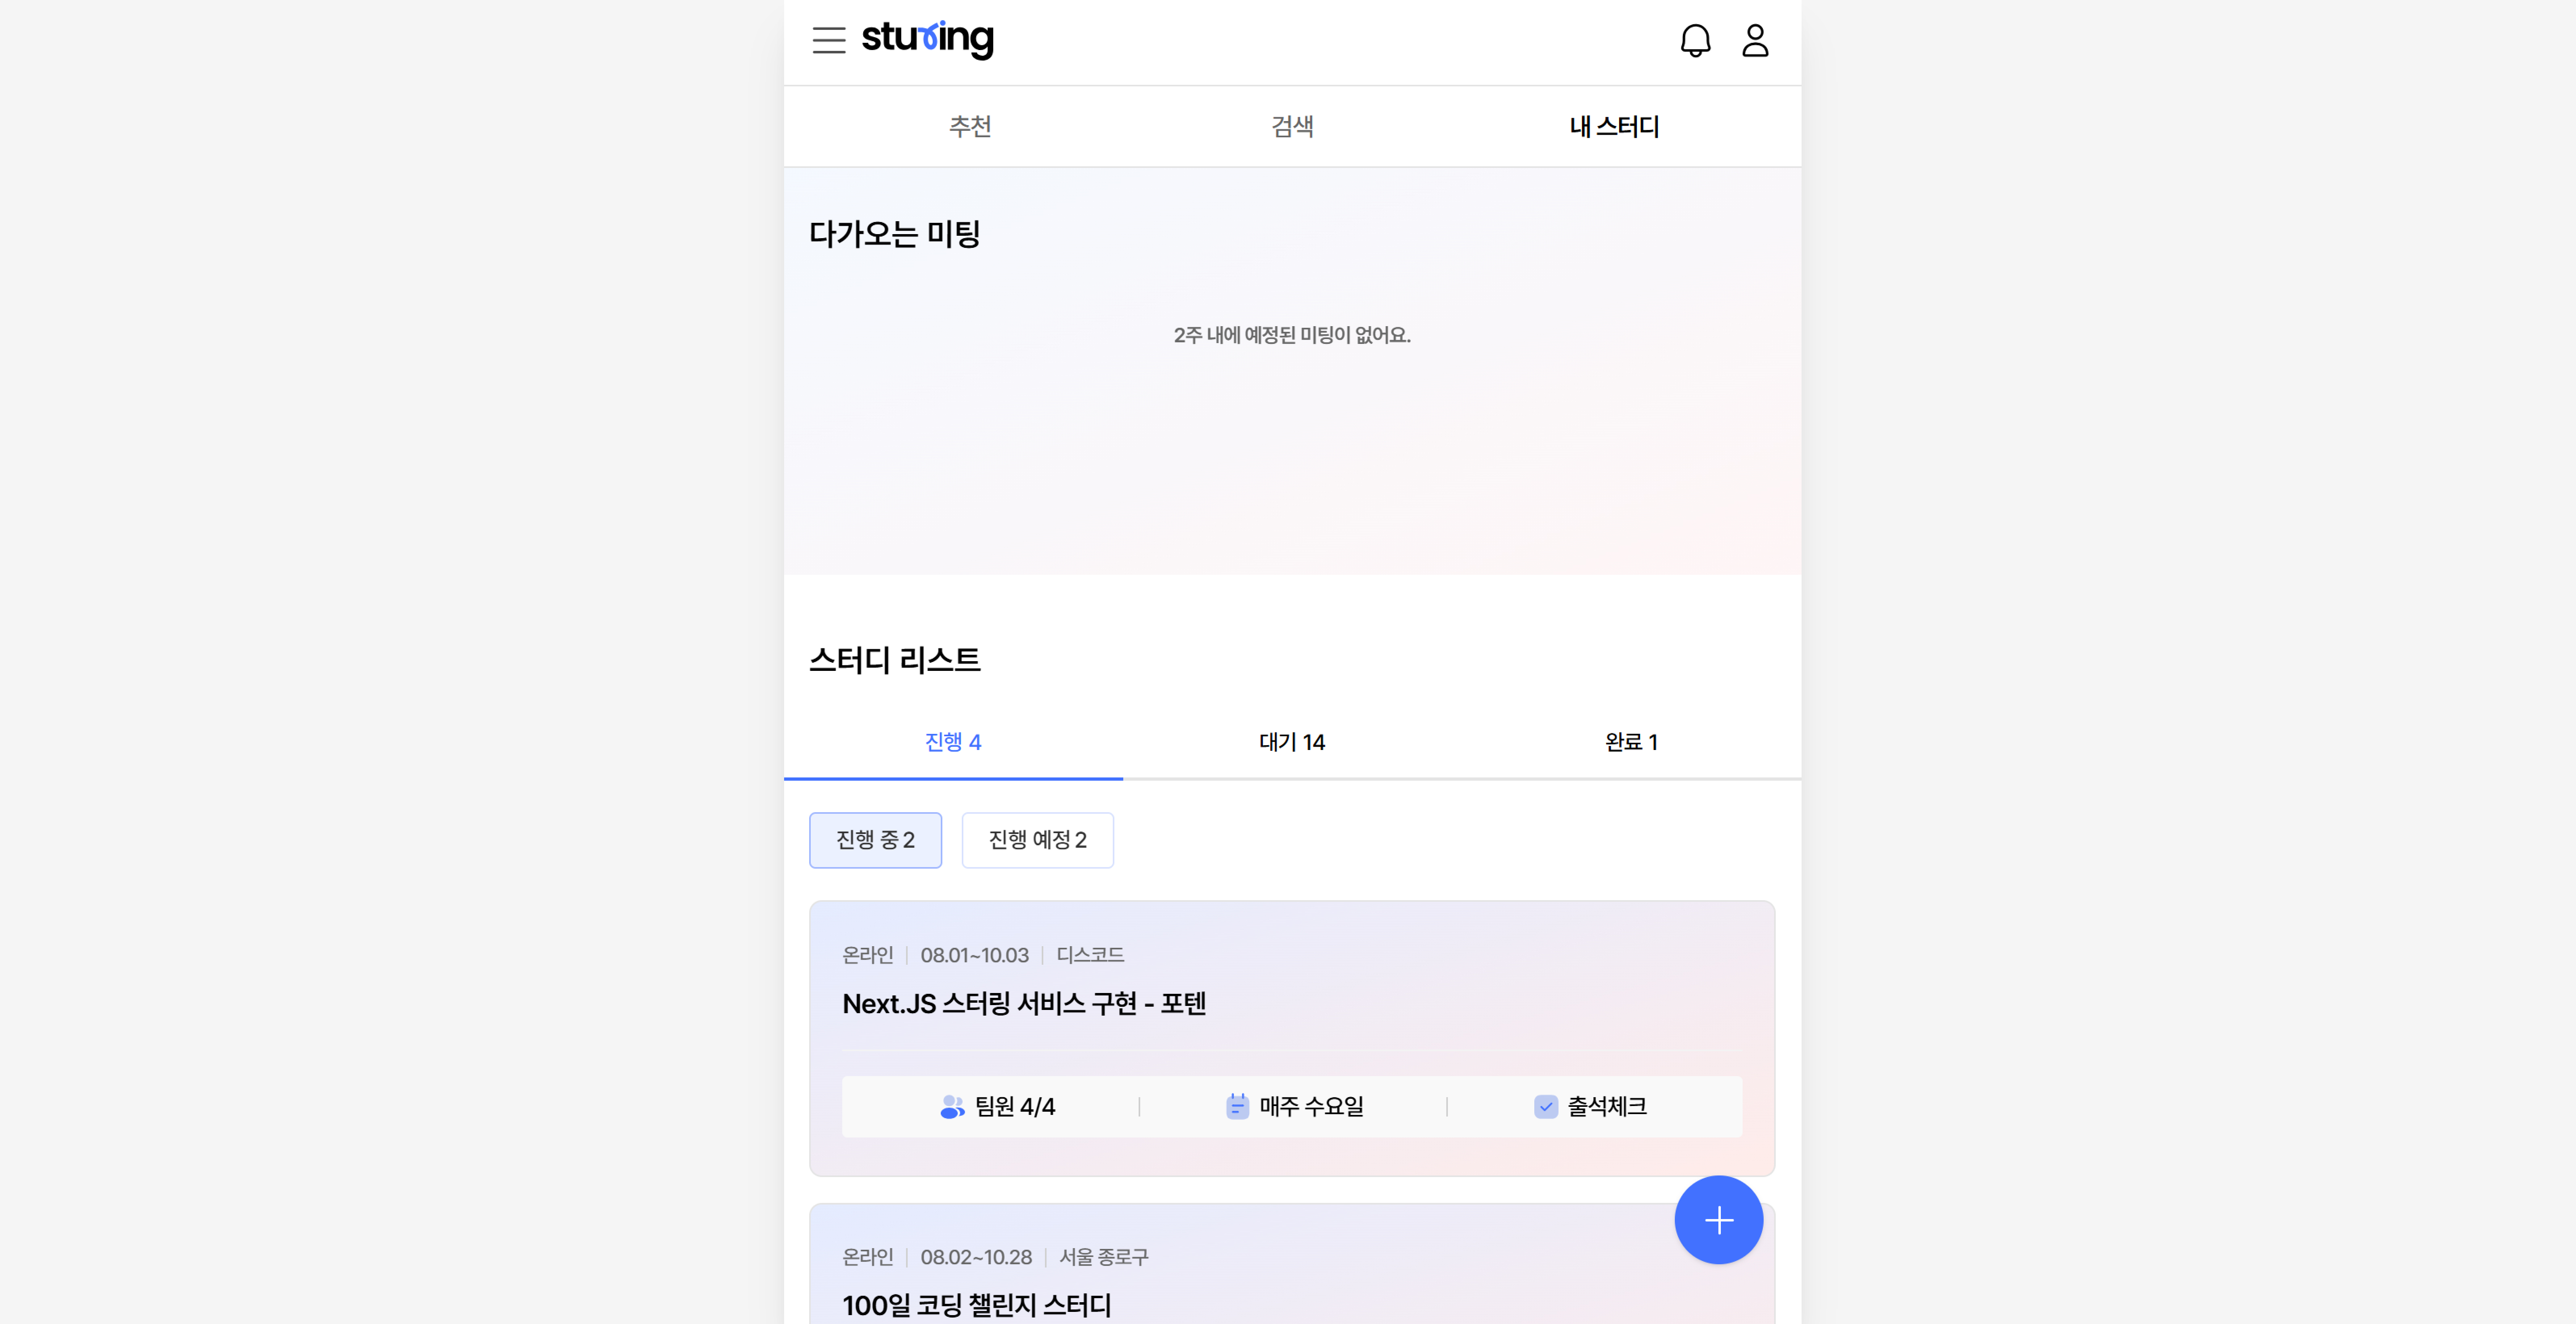 sturing
추천 검색 내 스터디
다가오는 미팅
2주 내에 예정된 미팅이 없어요.
스터디 리스트
진행 4 대기 14 완료 1
진행 중 2 진행 예정 2
온라인 08.01~10.03 디스코드
Next.JS 스터링 서비스 구현 - 포텐
팀원 4/4 매주 수요일 출석체크
온라인 08.02~10.28 서울 종로구
100일 코딩 챌린지 스터디